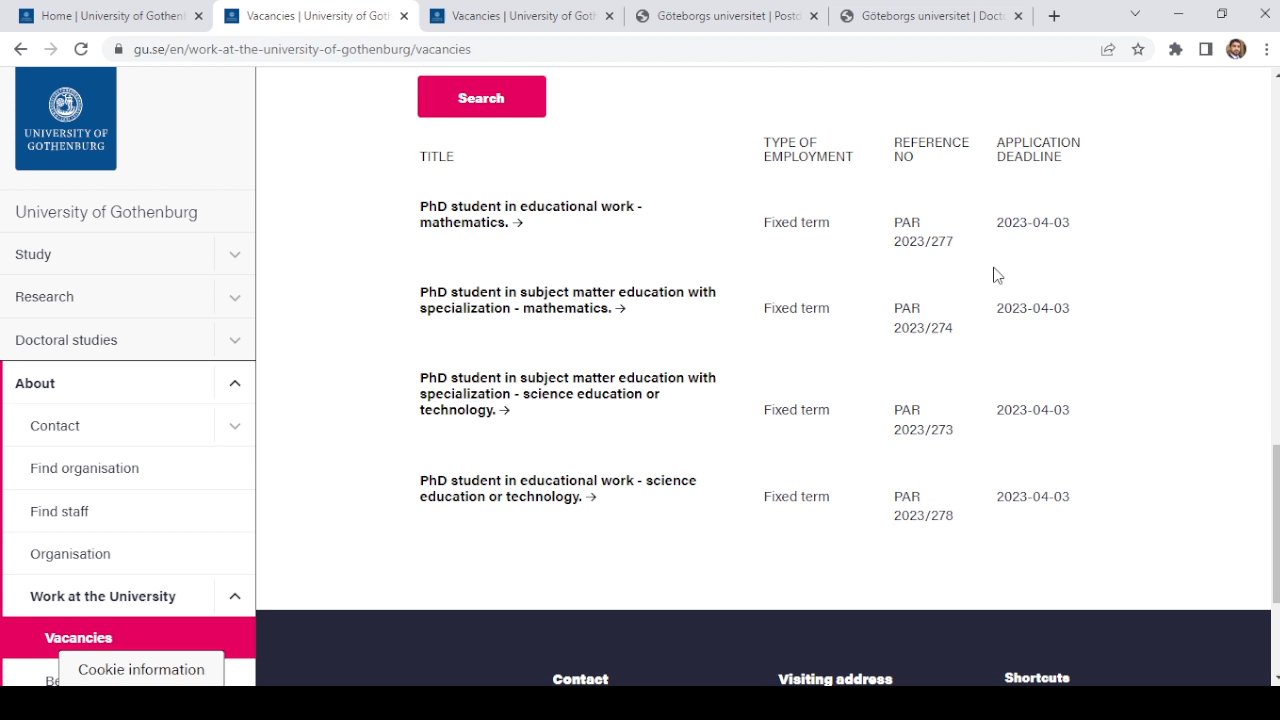 Home | University of Gothen
Vacancies | University of Got
Vacancies | University of Got
Göteborgs universitet | Postd
Göteborgs universitet | Docto
gu.se/en/work-at-the-university-of-gothenburg/vacancies
UNIVERSITY OF
GOTHENBURG
University of Gothenburg
Study
Research
Doctoral studies
About
Contact
Find organisation
Find staff
Organisation
Work at the University
Vacancies
Be
Cookie information
Search
TITLE
TYPE OF
EMPLOYMENT
REFERENCE
NO
APPLICATION
DEADLINE
PhD student in educational work -
mathematics. →
Fixed term
PAR
2023/277
2023-04-03
PhD student in subject matter education with
specialization - mathematics. →
Fixed term
PAR
2023/274
2023-04-03
PhD student in subject matter education with
specialization - science education or
technology. →
Fixed term
PAR
2023/273
2023-04-03
PhD student in educational work - science
education or technology. →
Fixed term
PAR
2023/278
2023-04-03
Contact
Visiting address
Shortcuts